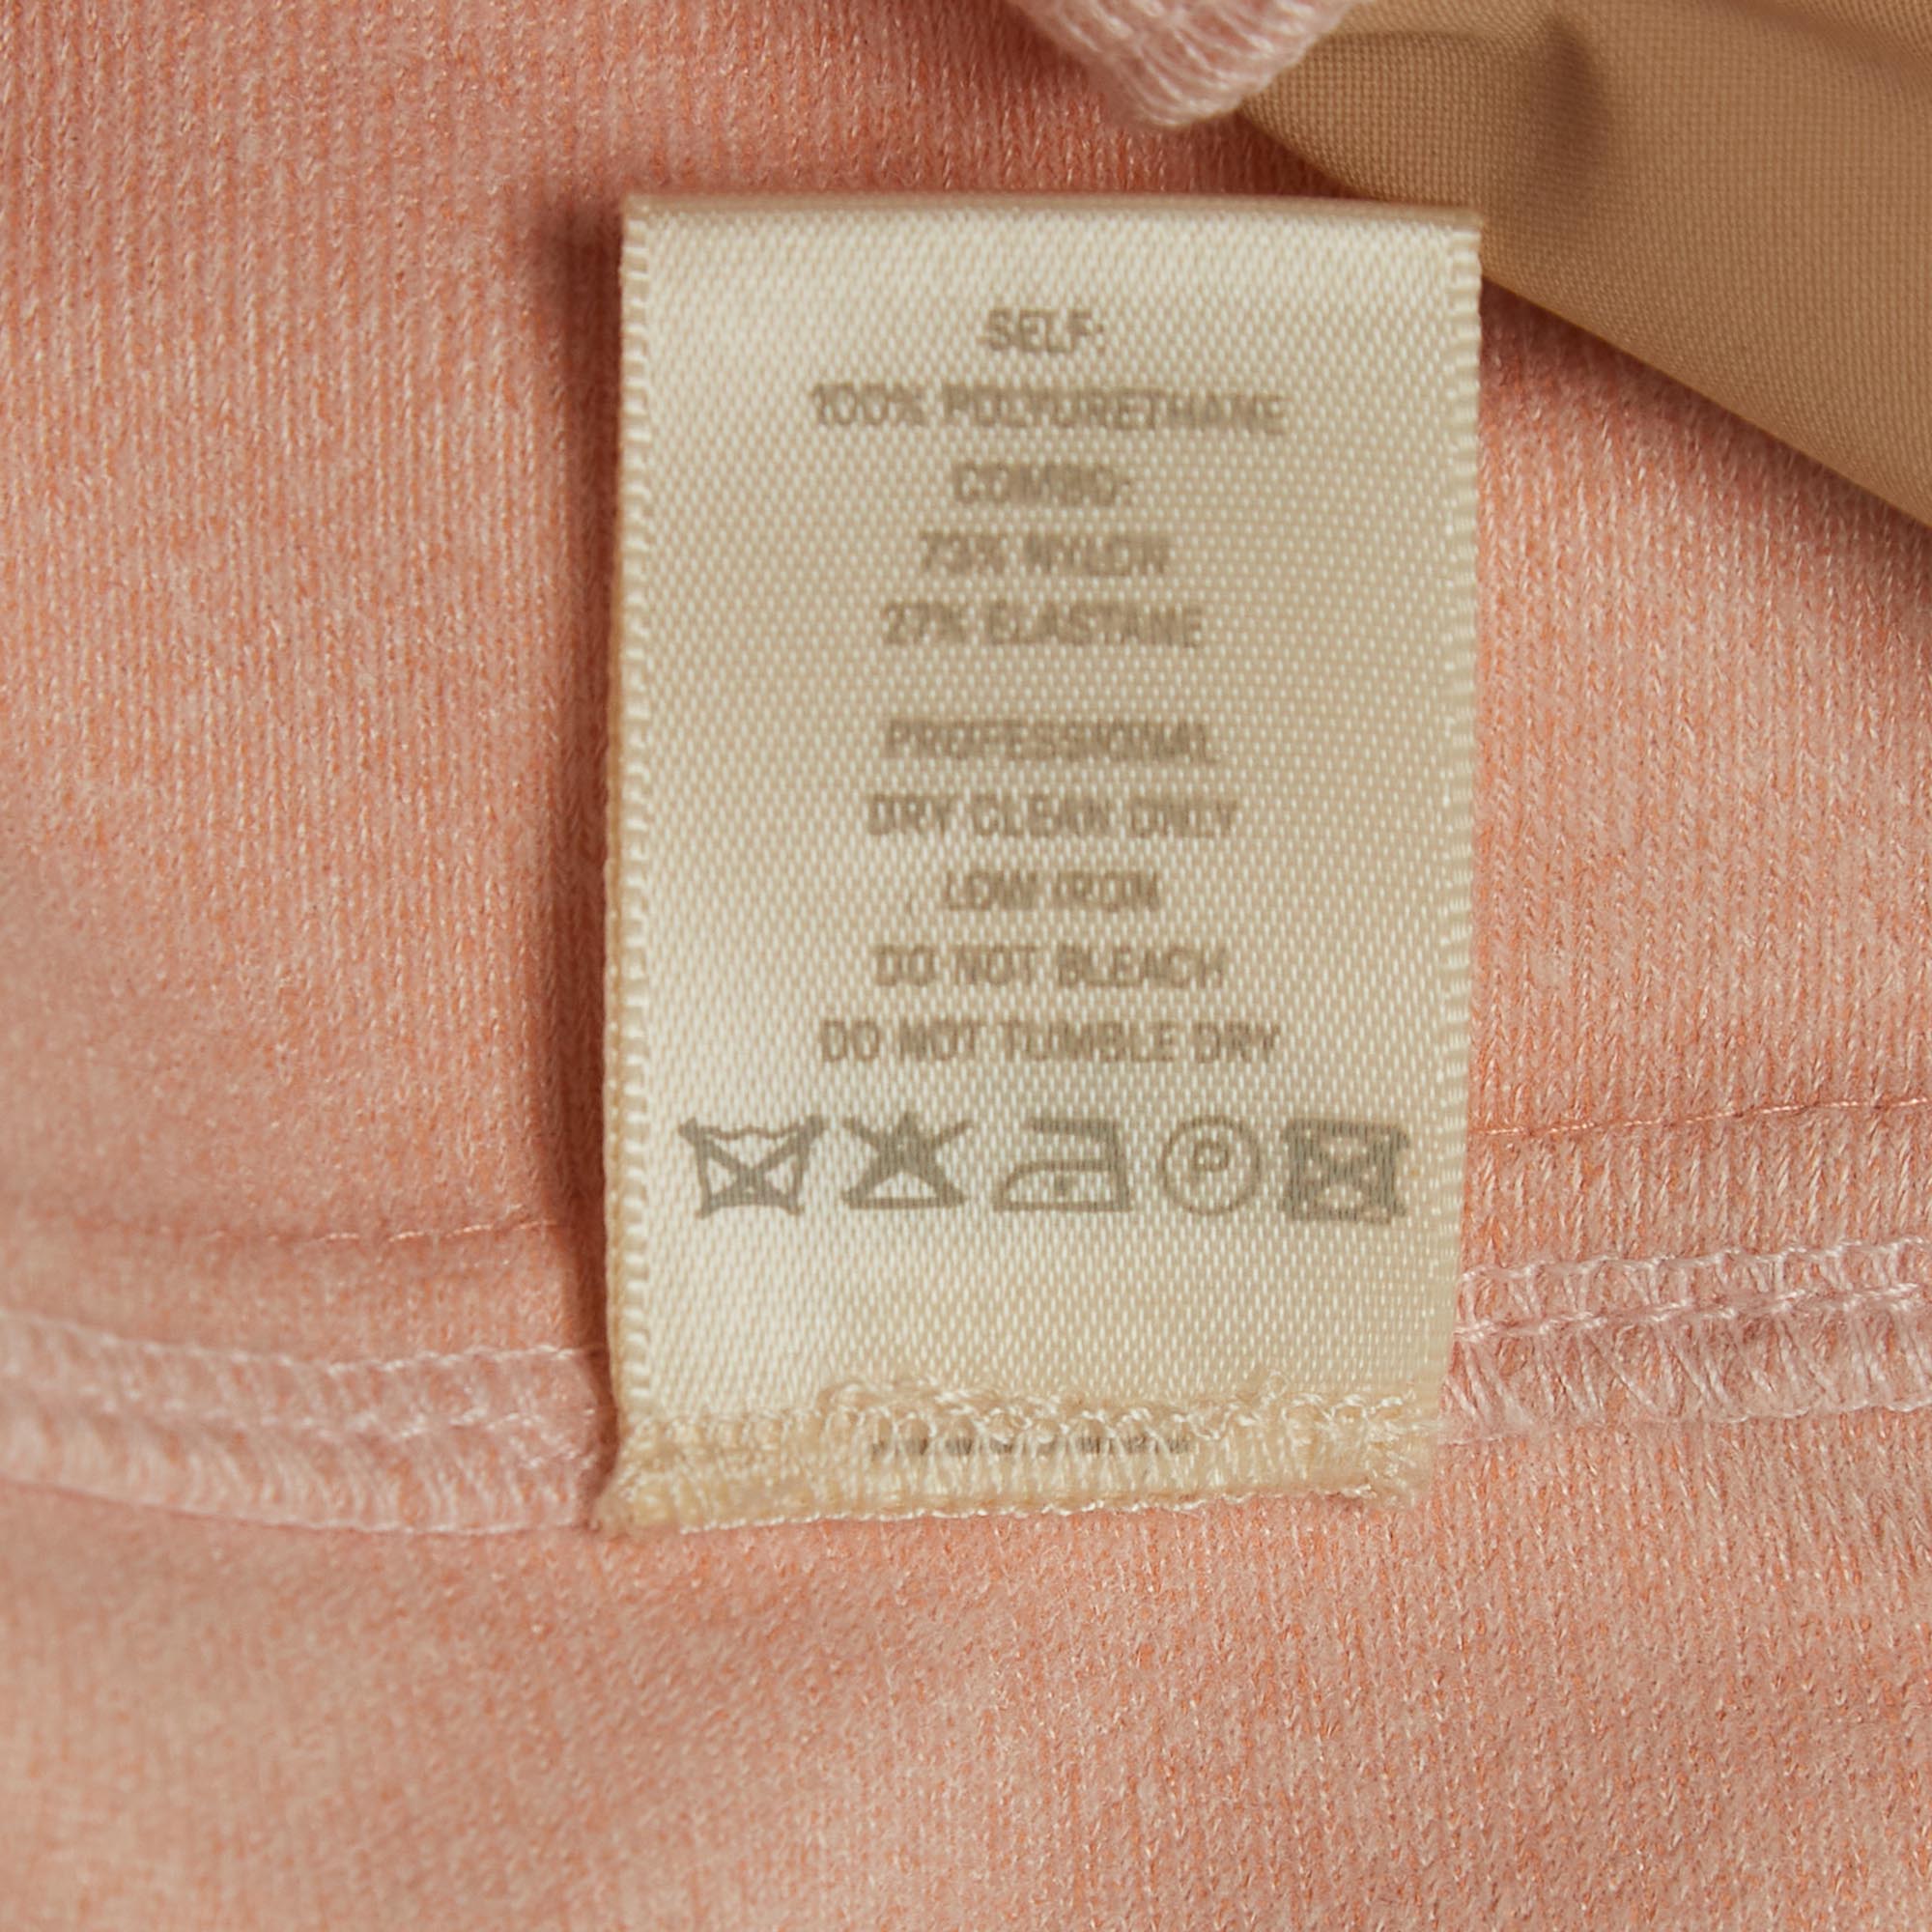 SELF:
100% POLYURETHANE
COMBO:
73% NYLON
27% ELASTANE
PROFESSIONAL
DRY CLEAN ONLY
LOW IRON
DO NOT BLEACH
DO NOT TUMBLE DRY
P